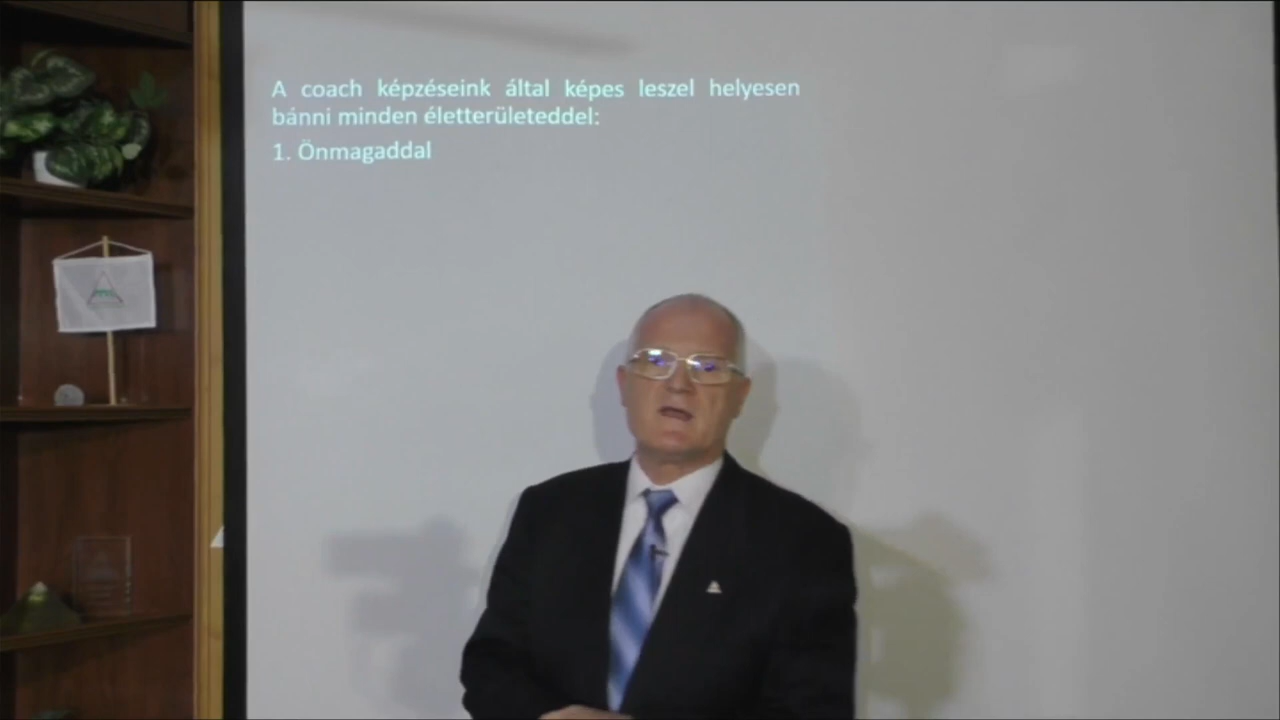 A coach képzéseink által képes leszel helyesen
bánni minden életterületeddel:
1. Önmagaddal